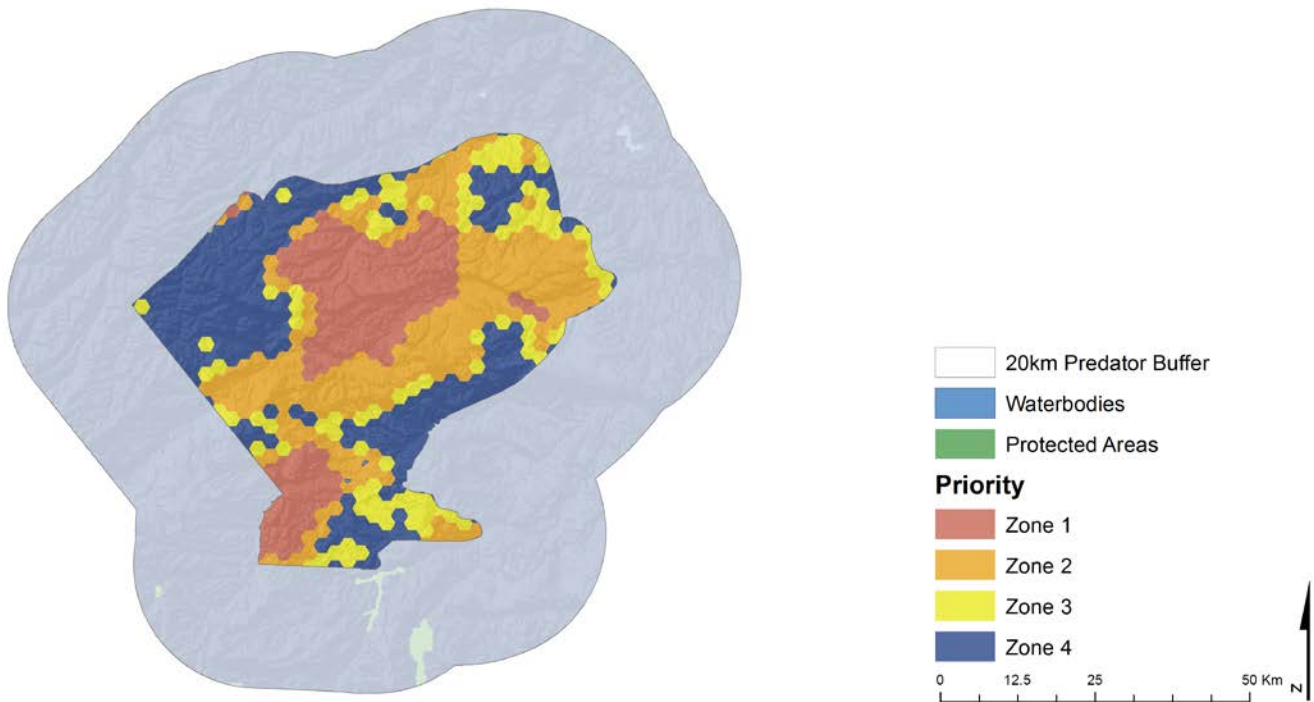 20km Predator Buffer
Waterbodies
Protected Areas
Priority
Zone 1
Zone 2
Zone 3
Zone 4
0 12.5 25 50 Km
N